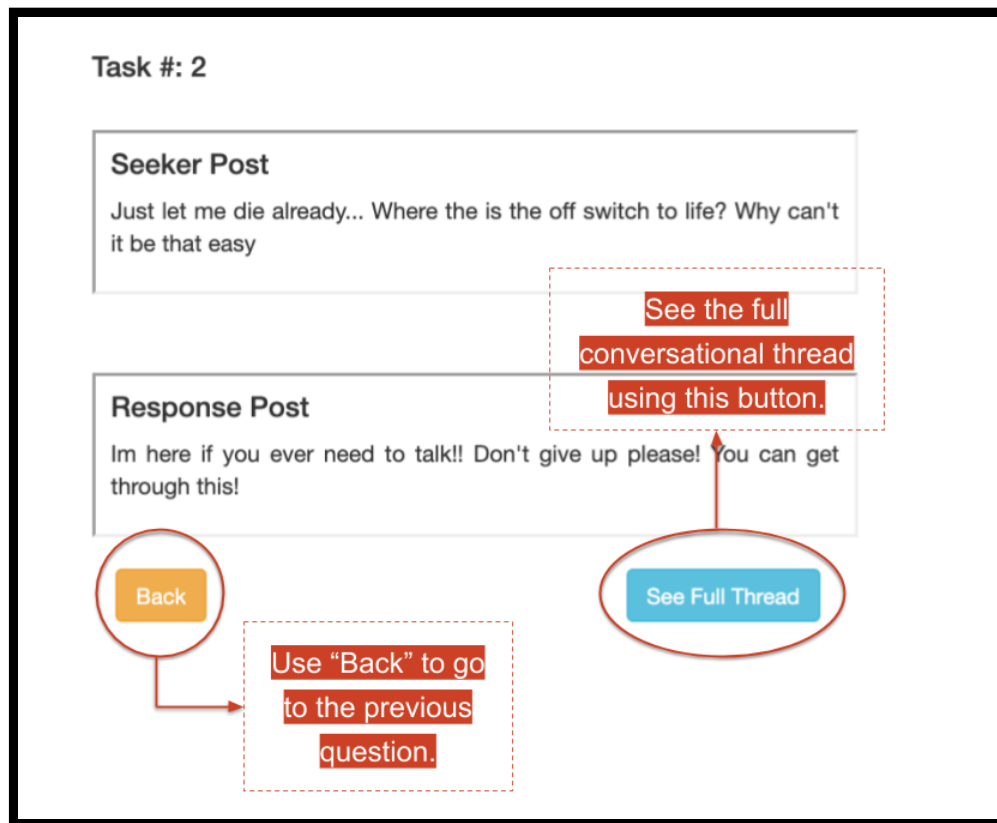 Task #: 2
Seeker Post
Just let me die already... Where the is the off switch to life? Why can't
it be that easy
See the full
conversational thread
using this button.
Response Post
Im here if you ever need to talk!! Don't give up please! You can get
through this!
Back
See Full Thread
Use “Back” to go
to the previous
question.